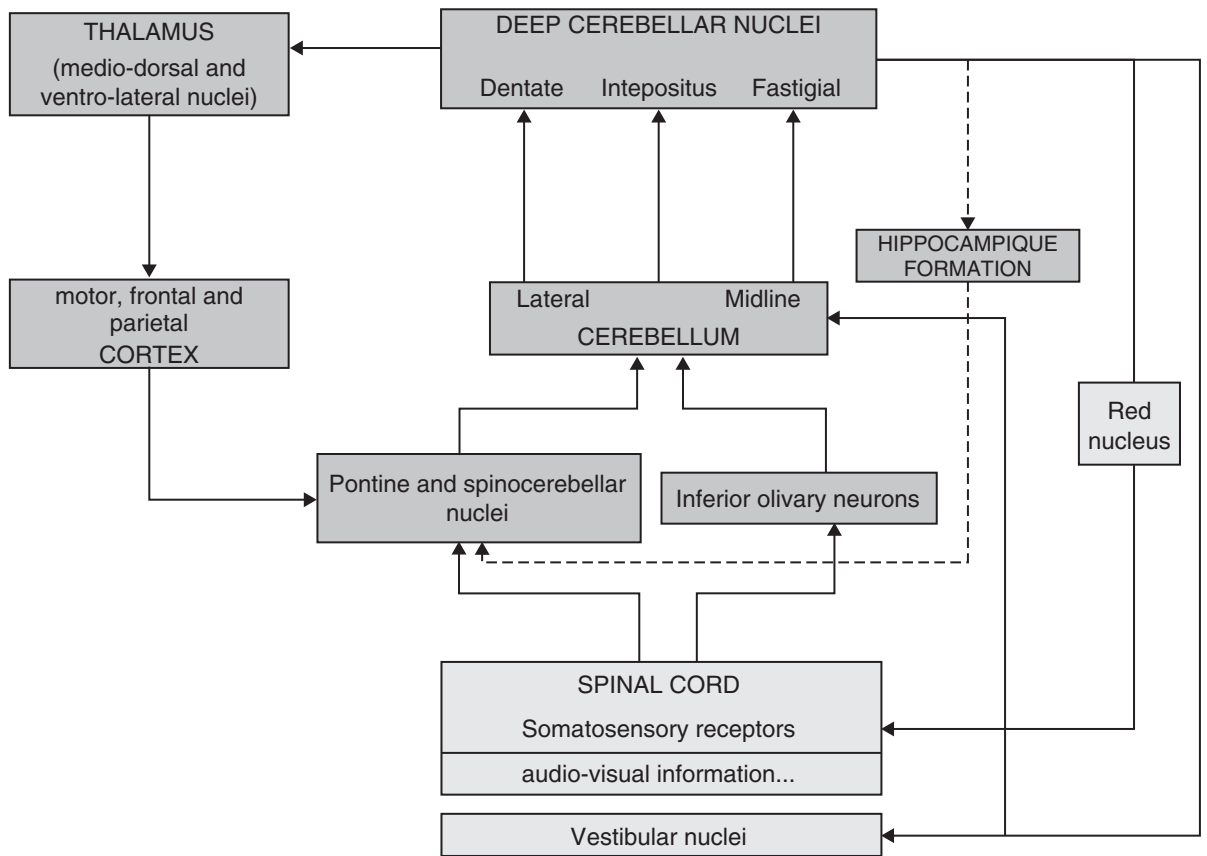 THALAMUS
(medio-dorsal and
ventro-lateral nuclei)
DEEP CEREBELLAR NUCLEI
Dentate Intepositus Fastigial
HIPPOCAMPIQUE
FORMATION
motor, frontal and
parietal
CORTEX
Lateral Midline
CEREBELLUM
Red
nucleus
Pontine and spinocerebellar
nuclei
Inferior olivary neurons
SPINAL CORD
Somatosensory receptors
audio-visual information...
Vestibular nuclei